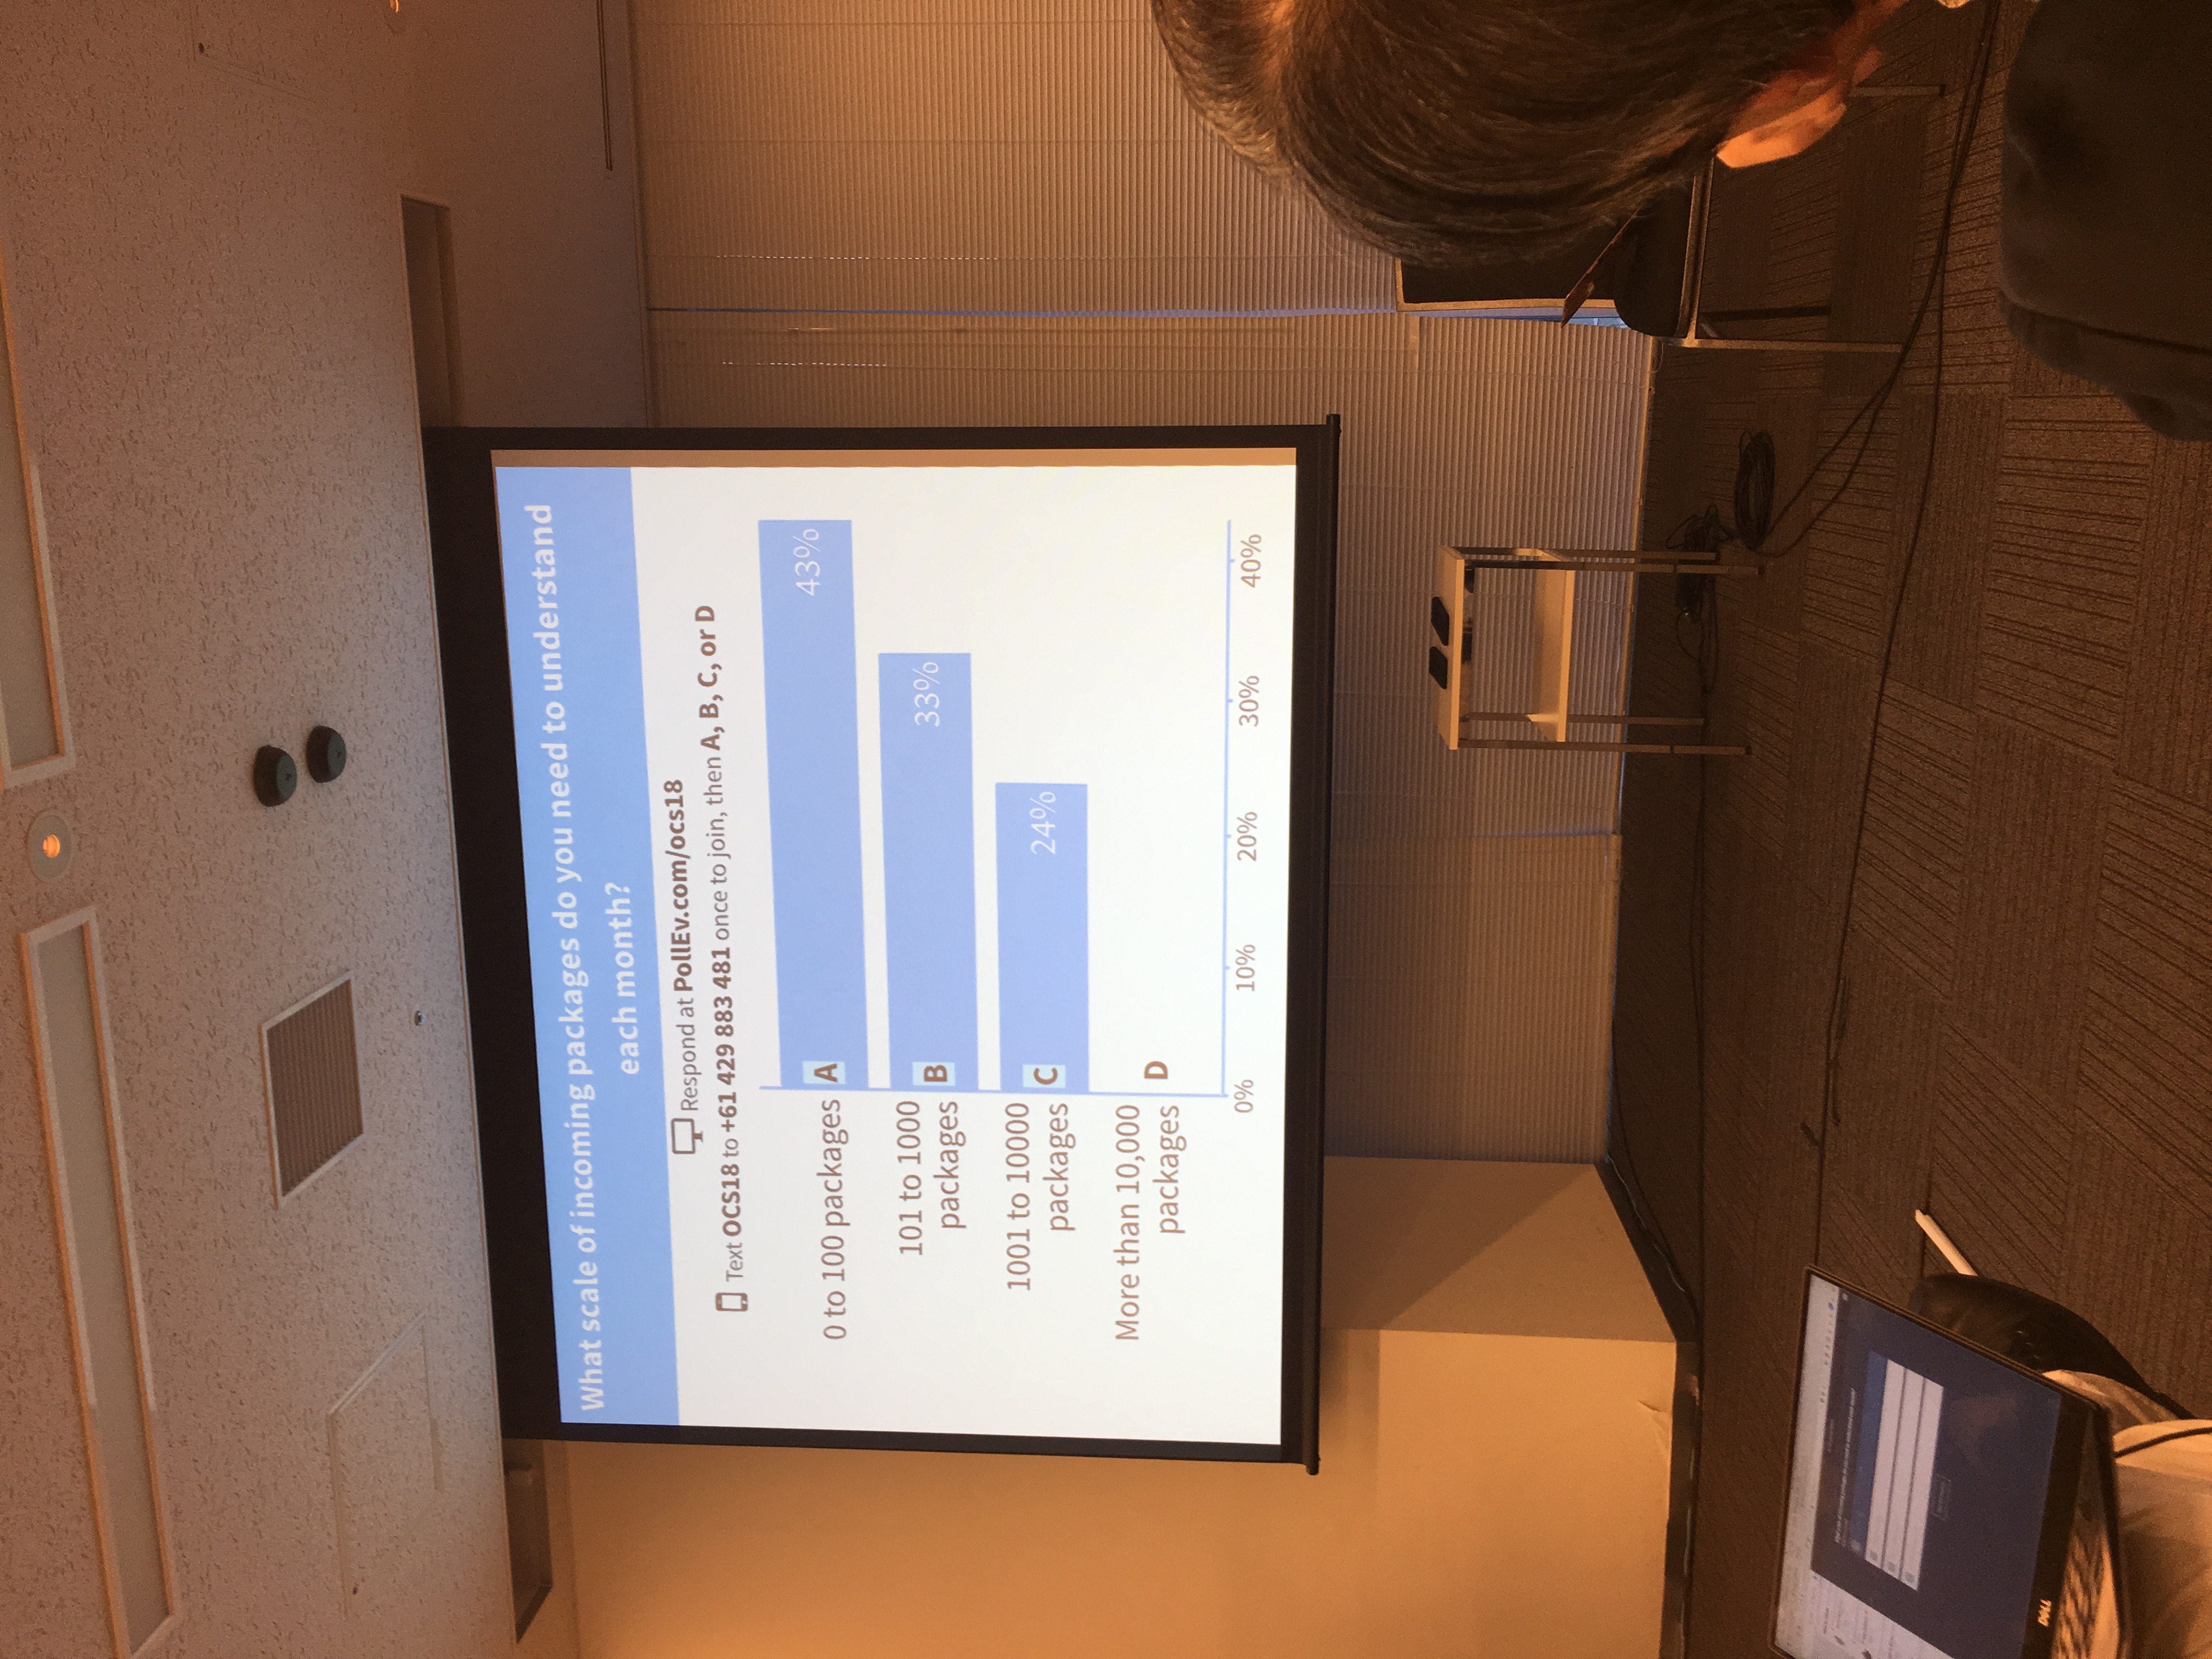 What scale of incoming packages do you need to understand
each month?
Respond at PollEv.com/ocs18
Text OCS18 to +61 429 883 481 once to join, then A, B, C, or D
0 to 100 packages A 43%
101 to 1000
packages B 33%
1001 to 10000
packages C 24%
More than 10,000
packages D
0% 10% 20% 30% 40%
DELL